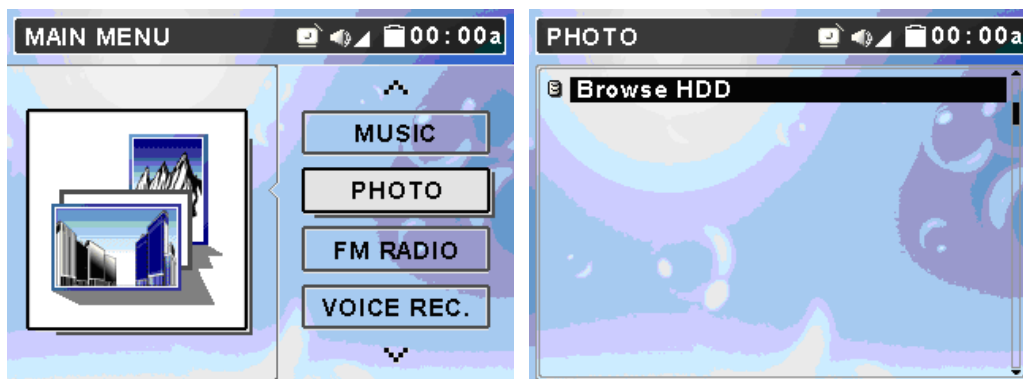 MAIN MENU
00:00a
MUSIC
PHOTO
FM RADIO
VOICE REC.
PHOTO
00:00a
Browse HDD